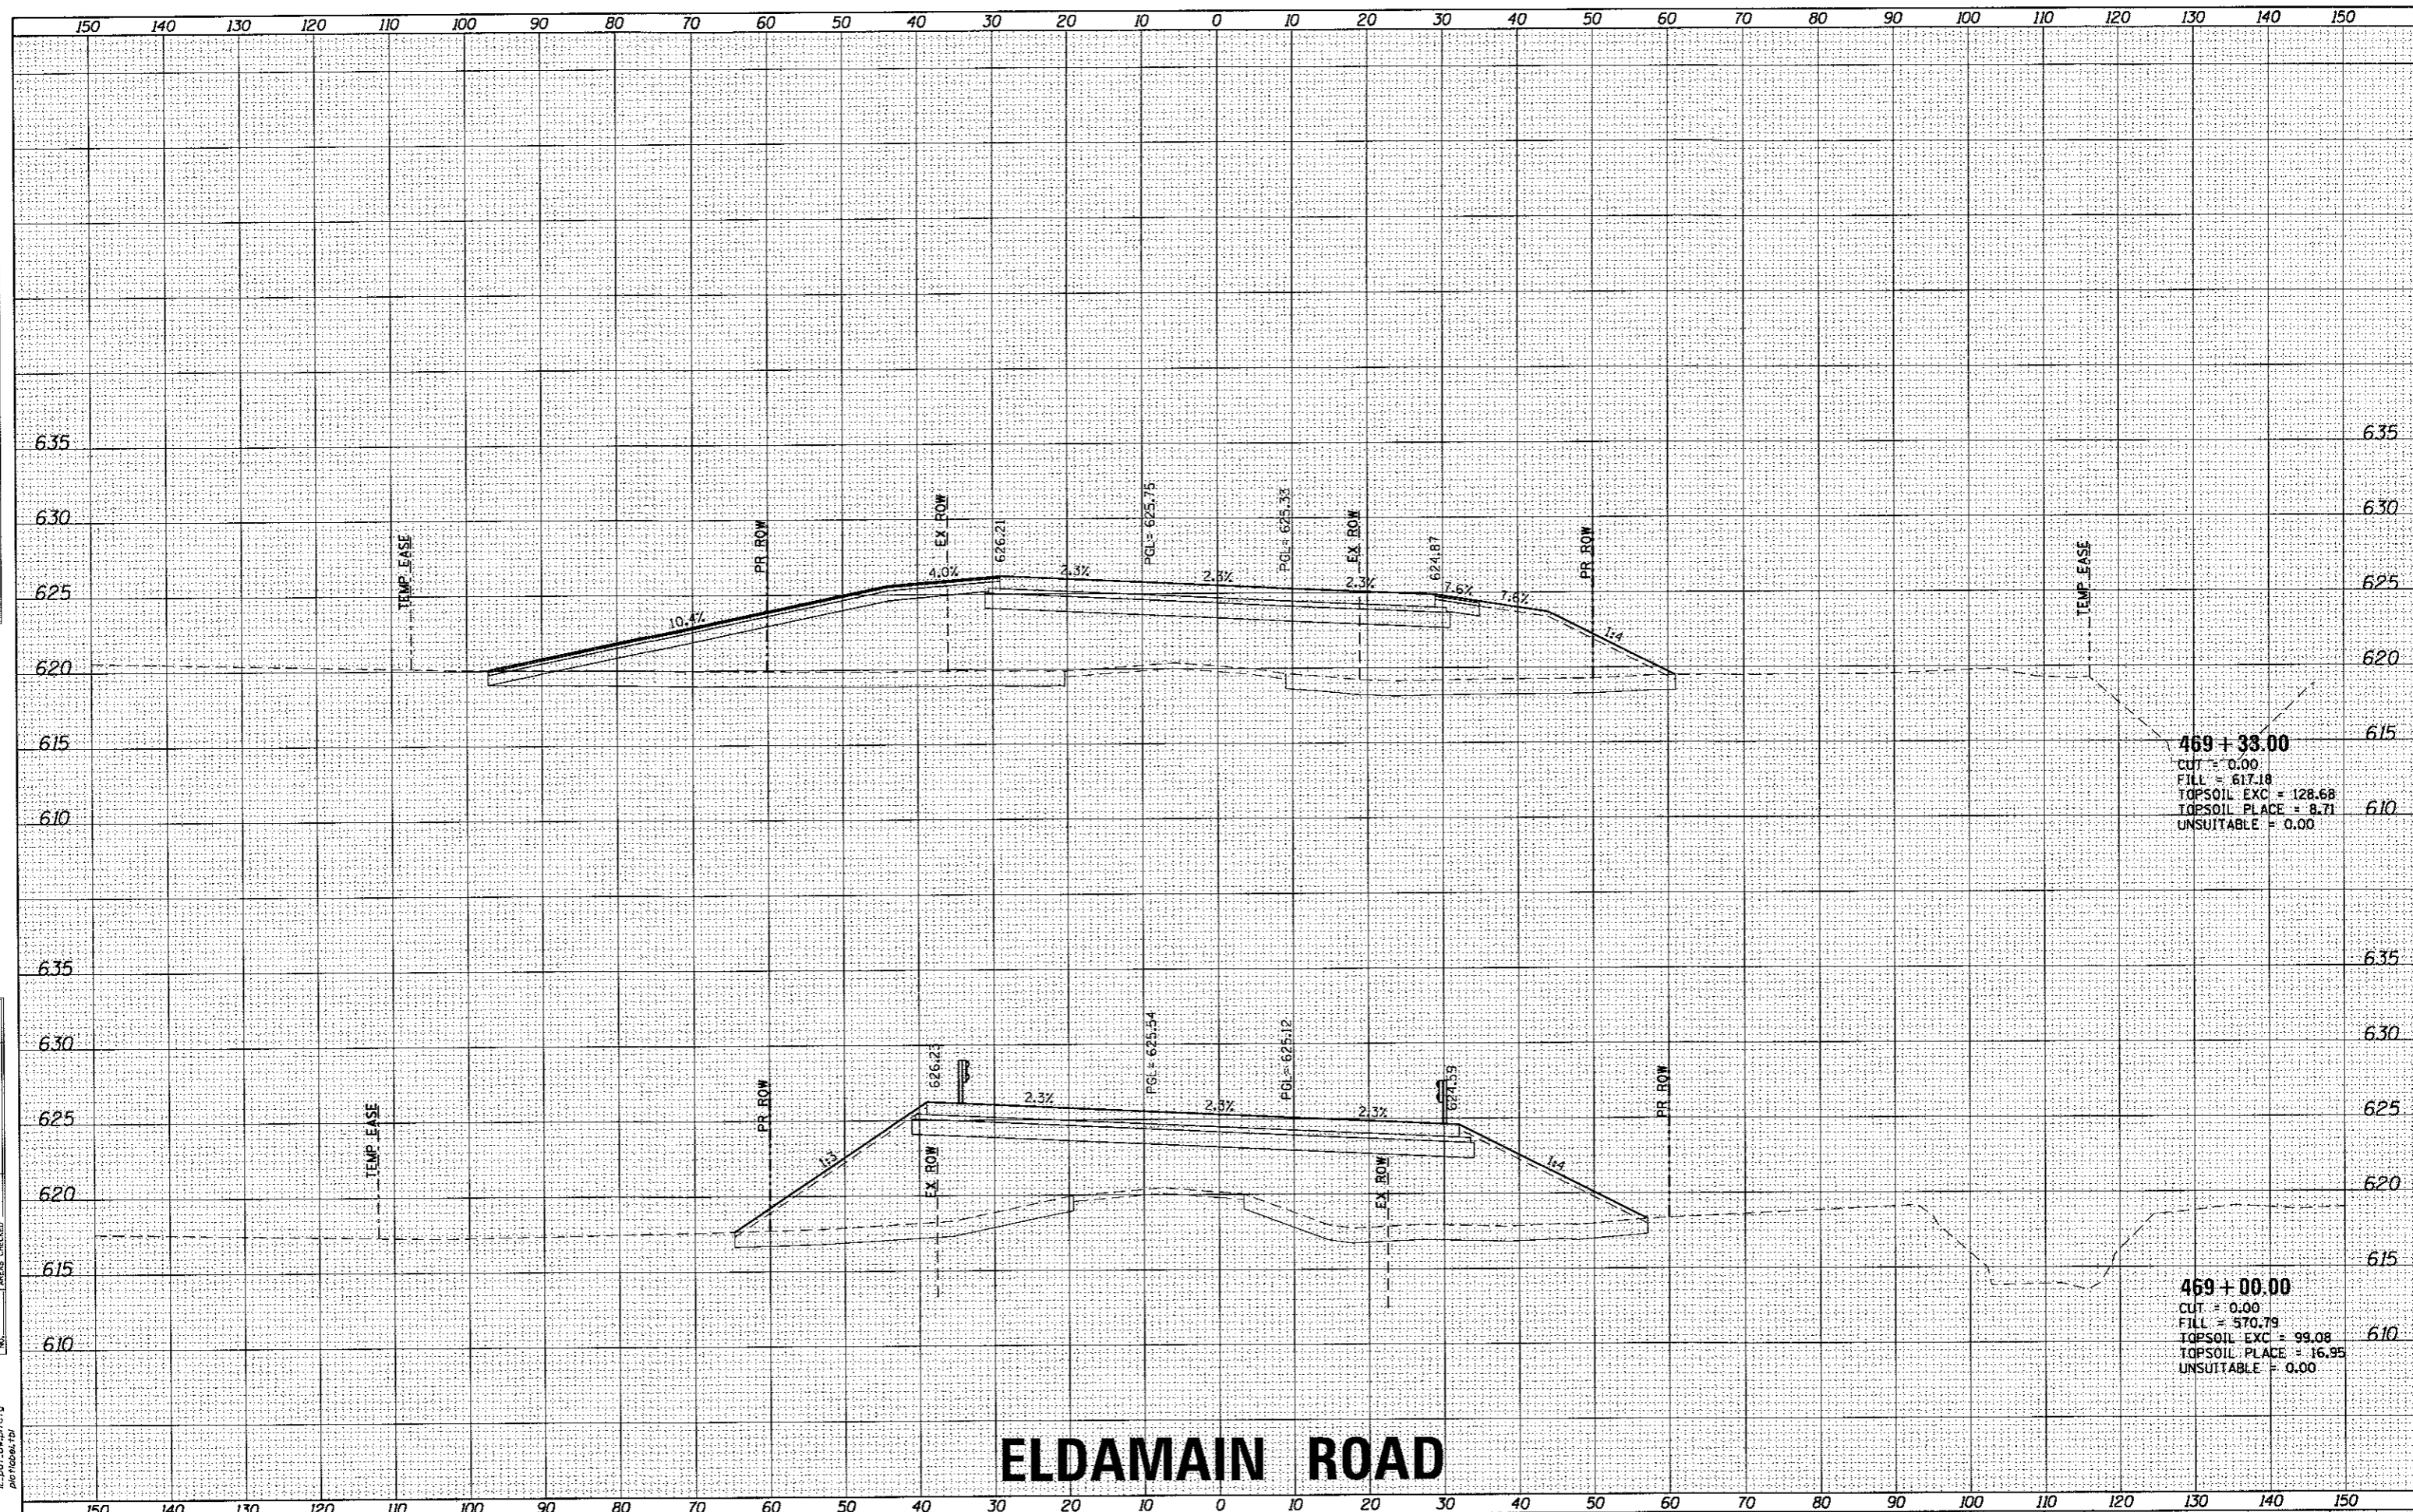 150 140 130 120 110 100 90 80 70 60 50 40 30 20 10 0 10 20 30 40 50 60 70 80 90 100 110 120 130 140 150
635 635
630 630
625 625
620 620
615 615
610 610
TEMP EASE
PR ROW
EX ROW
626.21
PGL= 625.75
PGL= 625.33
EX ROW
624.87
PR ROW
TEMP EASE
10.4%
4.0%
2.3%
2.3%
2.3%
7.6%
7.6%
1:4
469 + 33.00
CUT = 0.00
FILL = 617.18
TOPSOIL EXC = 128.68
TOPSOIL PLACE = 8.71
UNSUITABLE = 0.00
635 635
630 630
625 625
620 620
615 615
610 610
TEMP EASE
PR ROW
626.23
EX ROW
PGL= 625.54
PGL= 625.12
EX ROW
624.59
PR ROW
1:3
2.3%
2.3%
2.3%
1:4
469 + 00.00
CUT = 0.00
FILL = 570.79
TOPSOIL EXC = 99.08
TOPSOIL PLACE = 16.95
UNSUITABLE = 0.00
ELDAMAIN ROAD
150 140 130 120 110 100 90 80 70 60 50 40 30 20 10 0 10 20 30 40 50 60 70 80 90 100 110 120 130 140 150